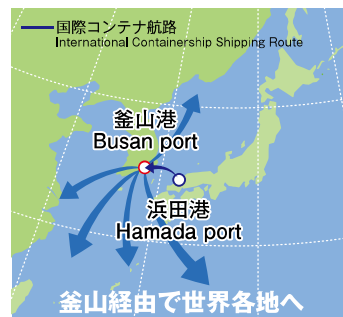 国際コンテナ航路
International Containership Shipping Route
釜山港
Busan port
浜田港
Hamada port
釜山経由で世界各地へ